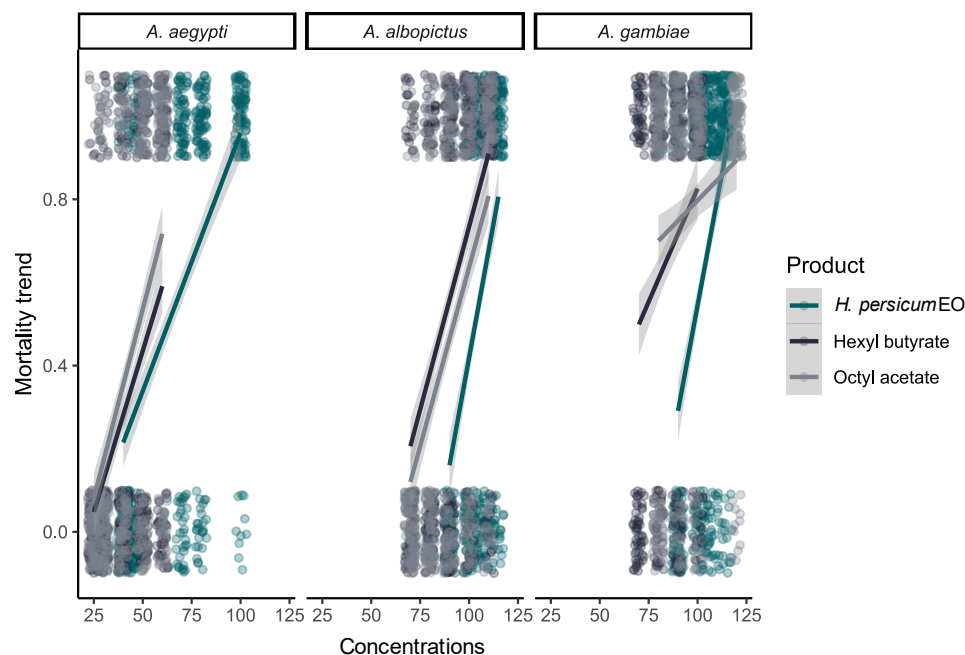 A. aegypti A. albopictus A. gambiae
0.8
0.4
0.0
Mortality trend
25 50 75 100 125 25 50 75 100 125 25 50 75 100 125
Concentrations
Product
H. persicum EO
Hexyl butyrate
Octyl acetate